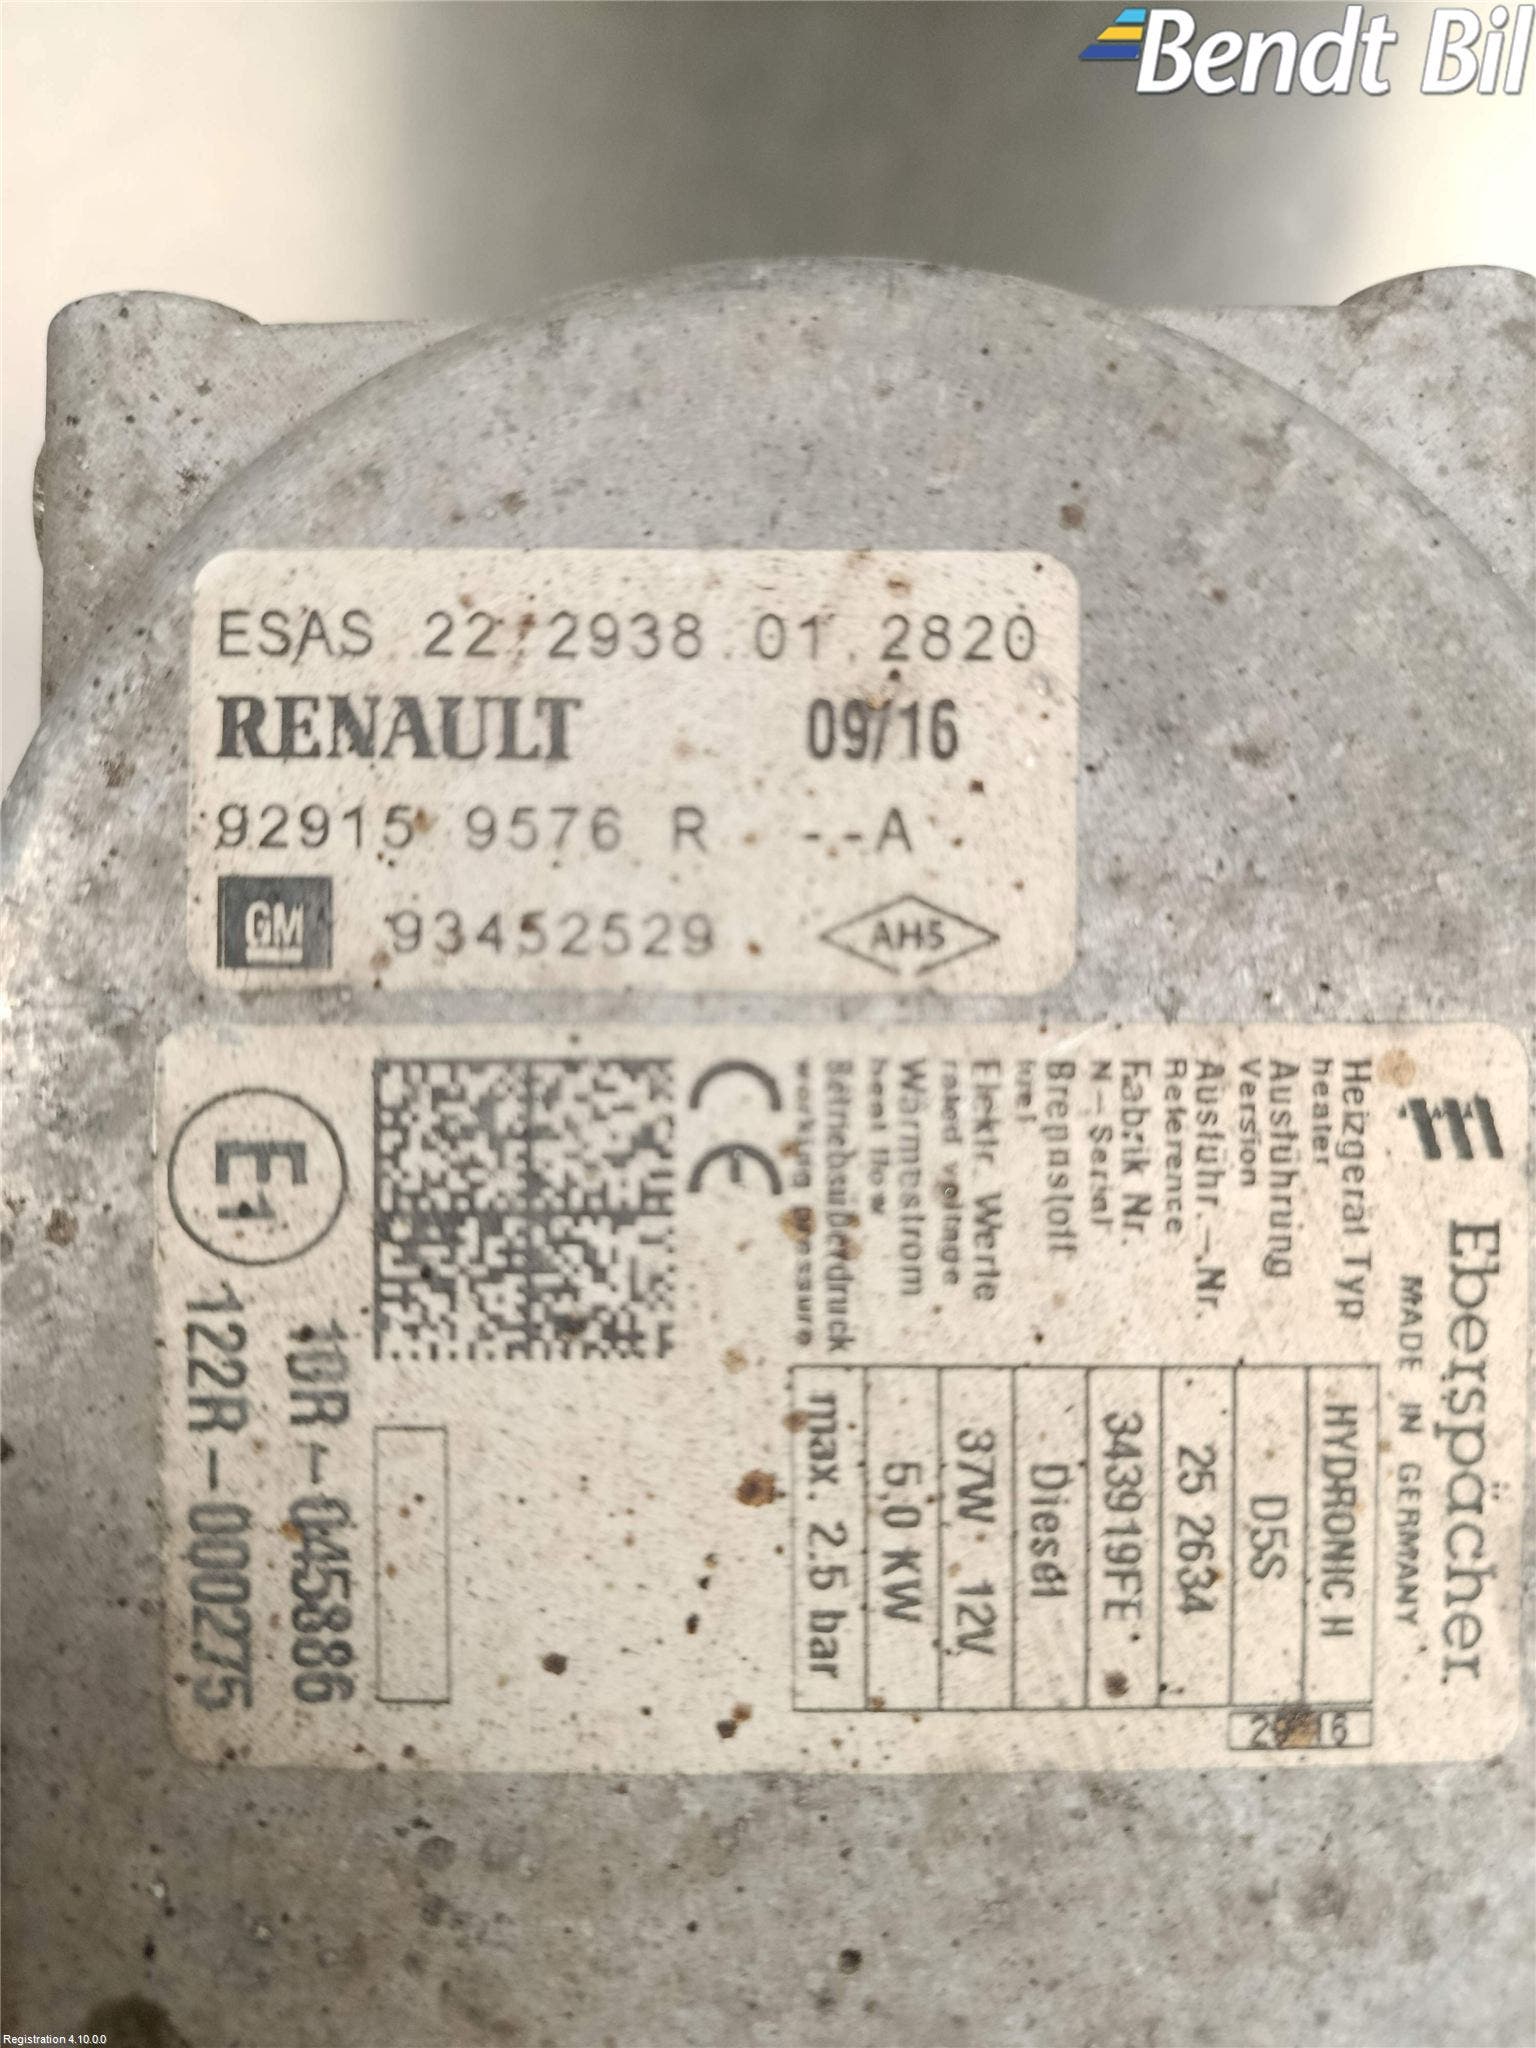 Bendt Bil
ESAS 22.2938.01.2820
RENAULT 09/16
92915 9576 R --A
GM 93452529 AHS
Eberspächer
MADE IN GERMANY
Heizgerät Typ HYDRONIC H
heater
Ausführung D5S
Version
Ausführ.-Nr. 25 2634
Reference
Fabrik Nr. 343919FE
N-Serial
Brennstoff Diesel
Elektr. Werte 37W 12V
rated voltage
Wärmestrom 5,0 KW
heat flow
Betriebsüberdruck max. 2.5 bar
working pressure
CE
E1
10R-045886
122R-000275
Registration 4.10.0.0